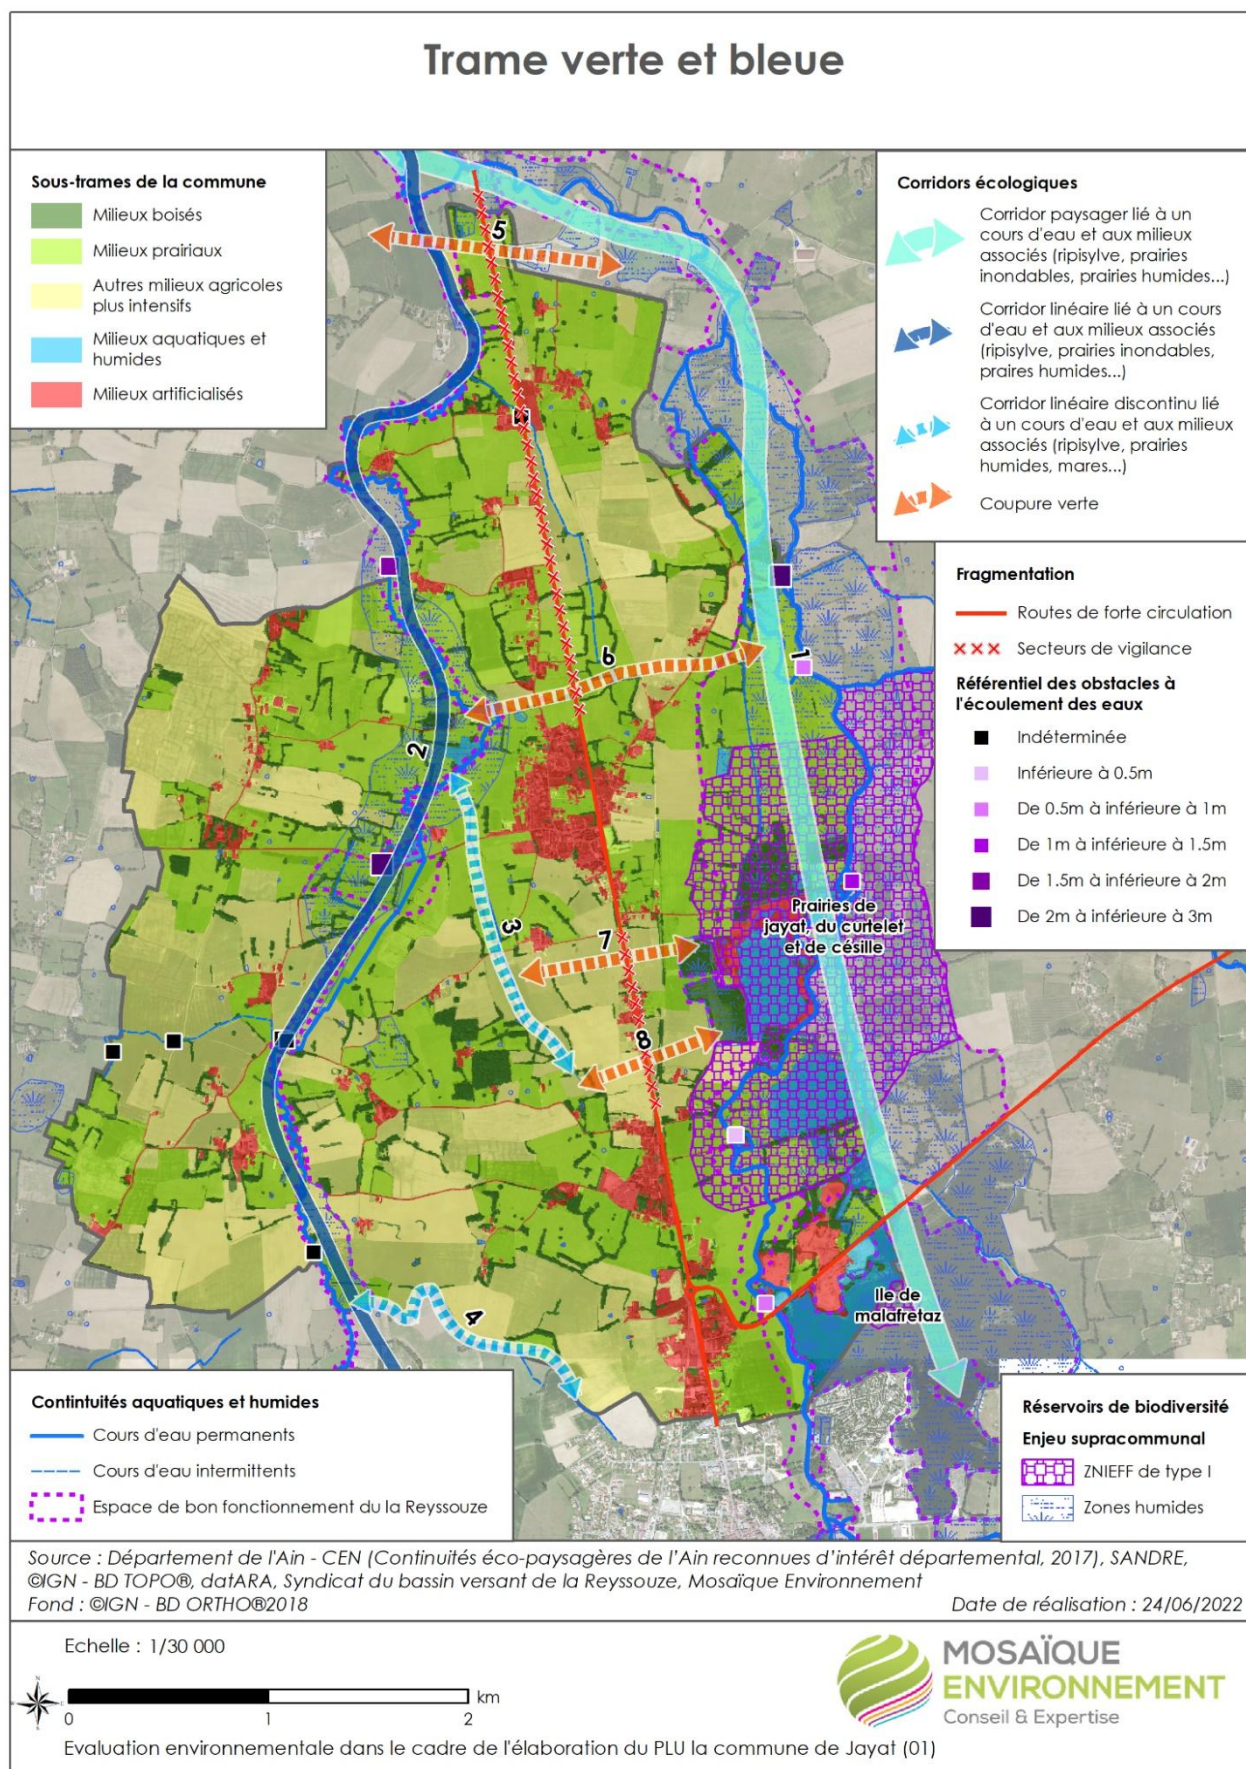 Trame verte et bleue
Sous-trames de la commune
Milieux boisés
Milieux prairiaux
Autres milieux agricoles
plus intensifs
Milieux aquatiques et
humides
Milieux artificialisés
Corridors écologiques
Corridor paysager lié à un
cours d'eau et aux milieux
associés (ripisylve, prairies
inondables, prairies humides...)
Corridor linéaire lié à un cours
d'eau et aux milieux associés
(ripisylve, prairies inondables,
praires humides...)
Corridor linéaire discontinu lié
à un cours d'eau et aux milieux
associés (ripisylve, prairies
humides, mares...)
Coupure verte
Fragmentation
Routes de forte circulation
××× Secteurs de vigilance
Référentiel des obstacles à
l'écoulement des eaux
Indéterminée
Inférieure à 0.5m
De 0.5m à inférieure à 1m
De 1m à inférieure à 1.5m
De 1.5m à inférieure à 2m
De 2m à inférieure à 3m
5
6
1
2
3
7
8
4
Prairies de
jayat, du curtelet
et de césille
Ile de
malafretaz
Contintuités aquatiques et humides
Cours d'eau permanents
Cours d'eau intermittents
Espace de bon fonctionnement du la Reyssouze
Réservoirs de biodiversité
Enjeu supracommunal
ZNIEFF de type I
Zones humides
Source : Département de l'Ain - CEN (Continuités éco-paysagères de l'Ain reconnues d'intérêt départemental, 2017), SANDRE,
©IGN - BD TOPO®, datARA, Syndicat du bassin versant de la Reyssouze, Mosaïque Environnement
Fond : ©IGN - BD ORTHO®2018
Date de réalisation : 24/06/2022
Echelle : 1/30 000
N
km
0 1 2
MOSAÏQUE
ENVIRONNEMENT
Conseil & Expertise
Evaluation environnementale dans le cadre de l'élaboration du PLU la commune de Jayat (01)